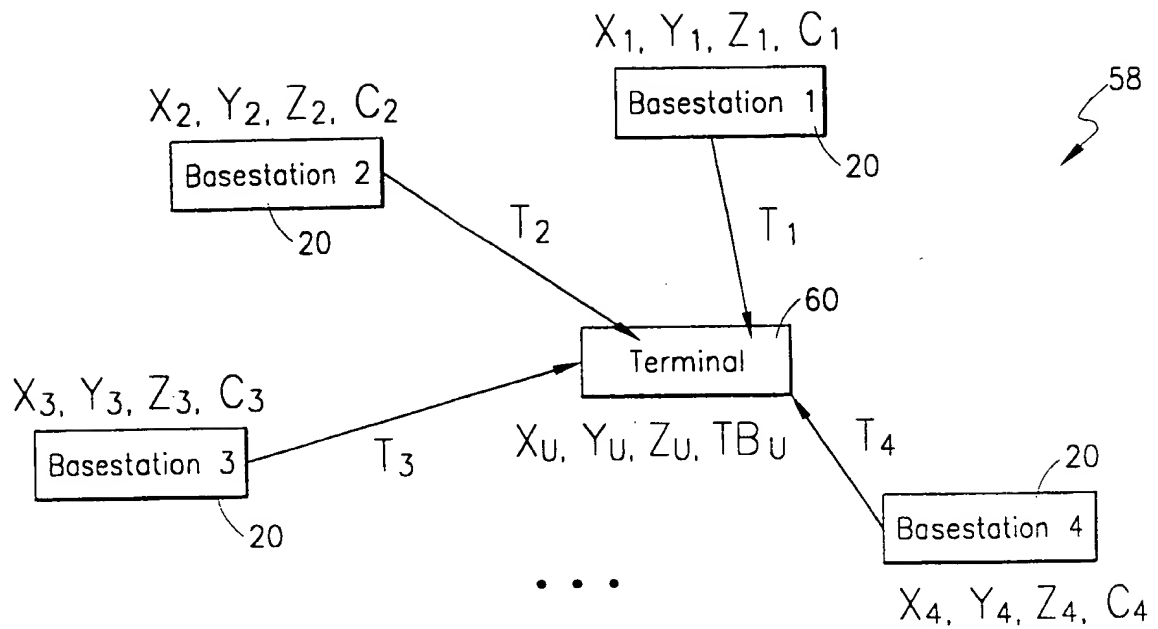 X1, Y1, Z1, C1
Basestation 1
20
58
X2, Y2, Z2, C2
Basestation 2
20
T2
T1
60
Terminal
XU, YU, ZU, TBU
X3, Y3, Z3, C3
Basestation 3
20
T3
T4
20
Basestation 4
X4, Y4, Z4, C4
• • •